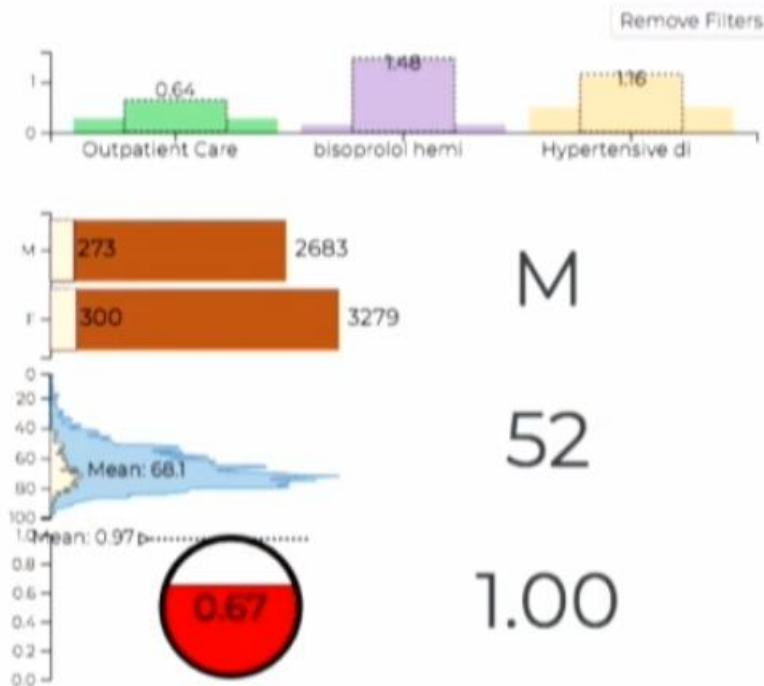 Remove Filters
1
0
0.64
1.48
1.16
Outpatient Care
bisoprolol hemi
Hypertensive di
M
273
2683
M
F
300
3279
0
20
40
60
80
100
Mean: 68.1
52
1.0
Mean: 0.97
0.8
0.6
0.4
0.2
0.0
0.67
1.00